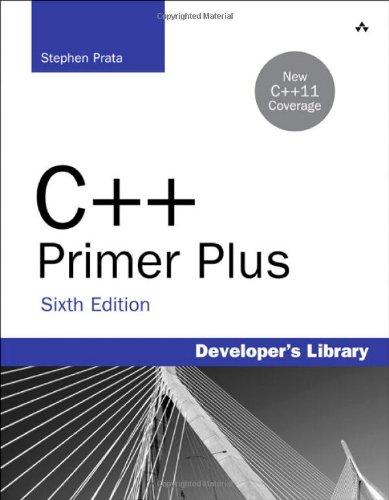 Copyrighted Material
Stephen Prata
New
C++11
Coverage
C++
Primer Plus
Sixth Edition
Developer's Library
Copyrighted Material